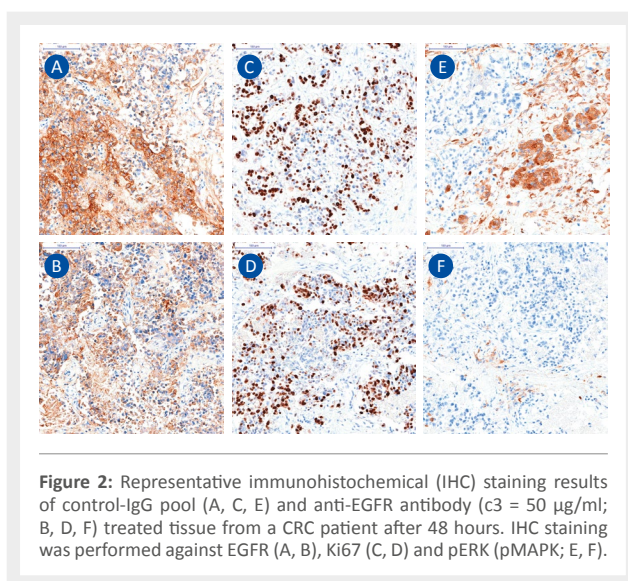 A
C
E
B
D
F
Figure 2: Representative immunohistochemical (IHC) staining results
of control-IgG pool (A, C, E) and anti-EGFR antibody (c3 = 50 µg/ml;
B, D, F) treated tissue from a CRC patient after 48 hours. IHC staining
was performed against EGFR (A, B), Ki67 (C, D) and pERK (pMAPK; E, F).